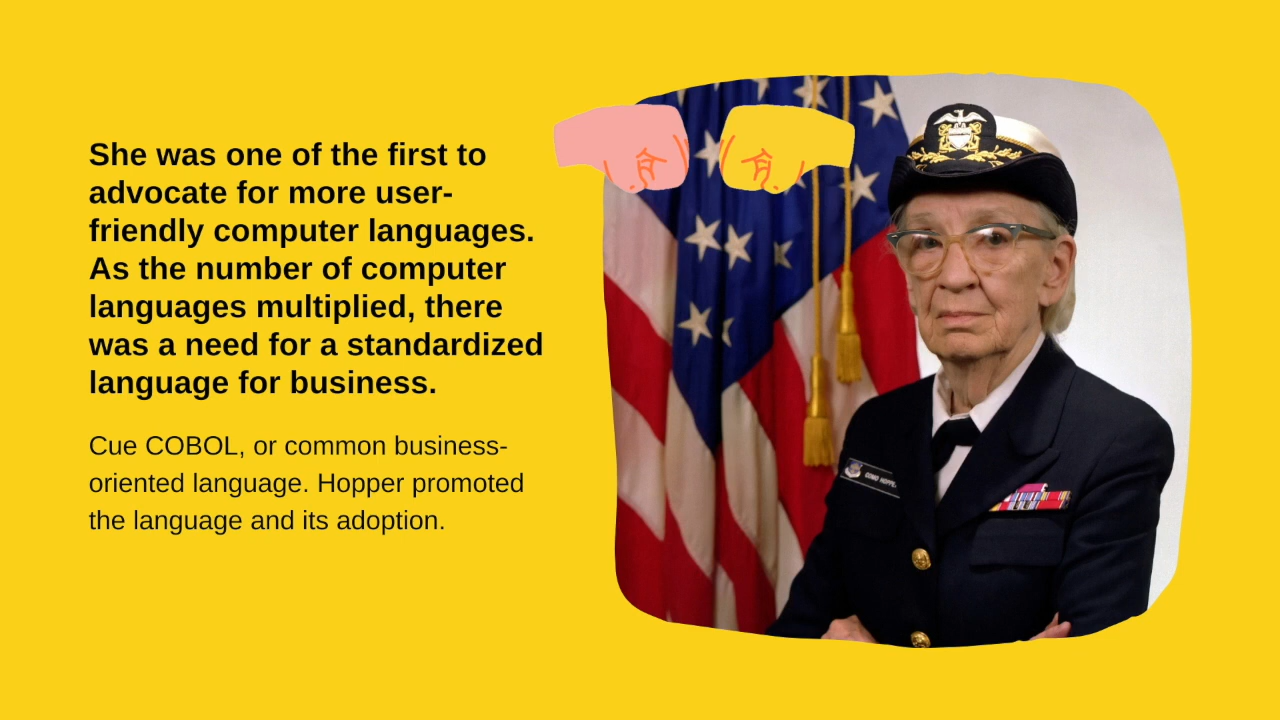 She was one of the first to
advocate for more user-
friendly computer languages.
As the number of computer
languages multiplied, there
was a need for a standardized
language for business.
Cue COBOL, or common business-
oriented language. Hopper promoted
the language and its adoption.